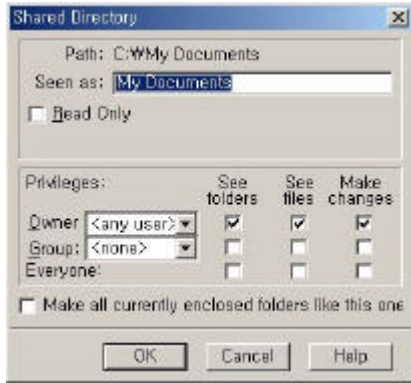 Shared Directory
Path: C:₩My Documents
Seen as: My Documents
Read Only
Privileges: See folders See files Make changes
Owner <any user>
Group: <none>
Everyone:
Make all currently enclosed folders like this one
OK Cancel Help